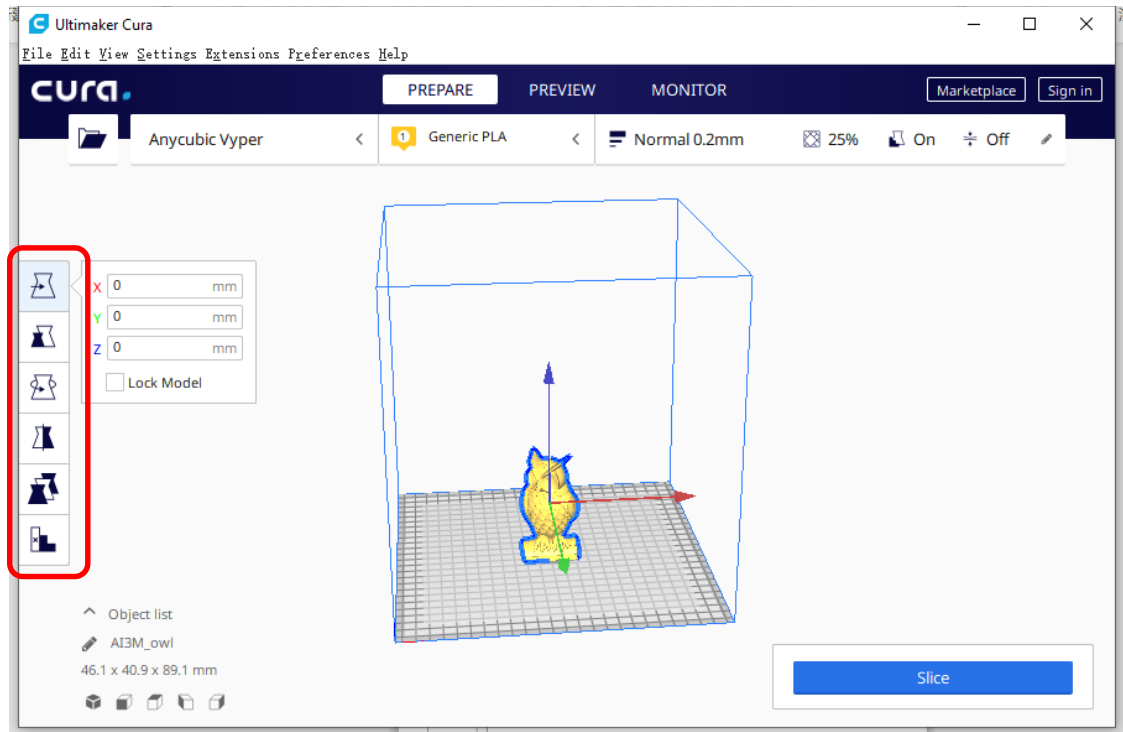 Ultimaker Cura
File Edit View Settings Extensions Preferences Help
cura.
PREPARE PREVIEW MONITOR
Marketplace Sign in
Anycubic Vyper
1 Generic PLA
Normal 0.2mm 25% On Off
X 0 mm
Y 0 mm
Z 0 mm
Lock Model
Object list
AI3M_owl
46.1 x 40.9 x 89.1 mm
Slice